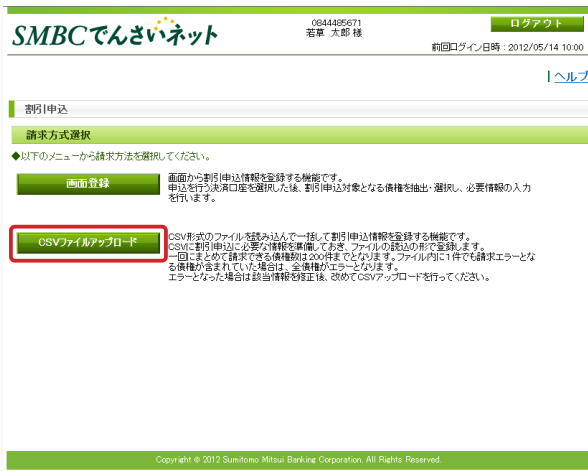 SMBCでんさいネット
0844485671
若草 太郎 様
ログアウト
前回ログイン日時：2012/05/14 10:00
ヘルプ
割引申込
請求方式選択
◆以下のメニューから請求方法を選択してください。
画面登録
画面から割引申込情報を登録する機能です。
申込を行う決済口座を選択した後、割引申込対象となる債権を抽出・選択し、必要情報の入力
を行います。
CSVファイルアップロード
CSV形式のファイルを読み込んで一括して割引申込情報を登録する機能です。
CSVに割引申込に必要な情報を準備しておき、ファイルの読込の形で登録します。
一回にまとめて請求できる債権数は200件までとなります。ファイル内に1件でも請求エラーとな
る債権が含まれていた場合は、全債権がエラーとなります。
エラーとなった場合は該当情報を修正後、改めてCSVアップロードを行ってください。
Copyright © 2012 Sumitomo Mitsui Banking Corporation. All Rights Reserved.